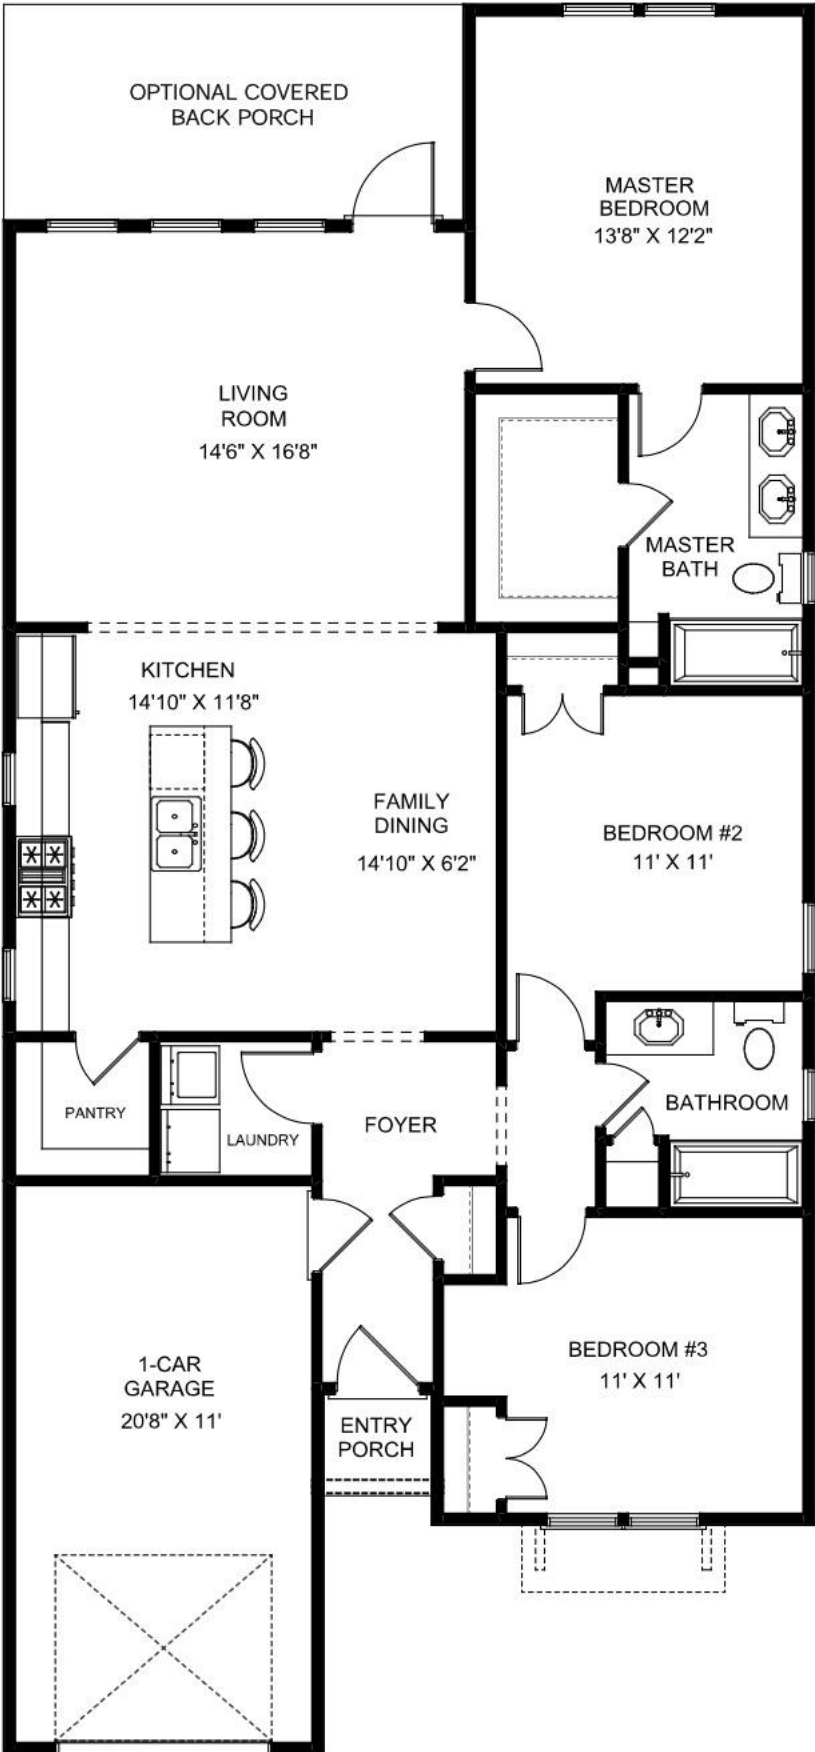 OPTIONAL COVERED
BACK PORCH
MASTER
BEDROOM
13'8" X 12'2"
LIVING
ROOM
14'6" X 16'8"
MASTER
BATH
KITCHEN
14'10" X 11'8"
FAMILY
DINING
14'10" X 6'2"
BEDROOM #2
11' X 11'
PANTRY
LAUNDRY
FOYER
BATHROOM
1-CAR
GARAGE
20'8" X 11'
ENTRY
PORCH
BEDROOM #3
11' X 11'